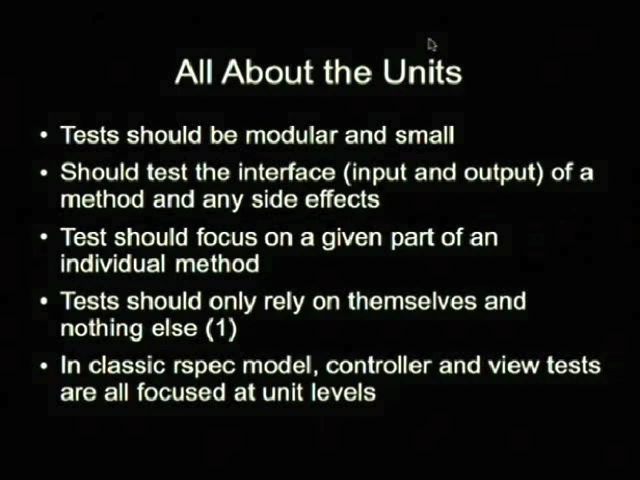 All About the Units
• Tests should be modular and small
• Should test the interface (input and output) of a
method and any side effects
• Test should focus on a given part of an
individual method
• Tests should only rely on themselves and
nothing else (1)
• In classic rspec model, controller and view tests
are all focused at unit levels